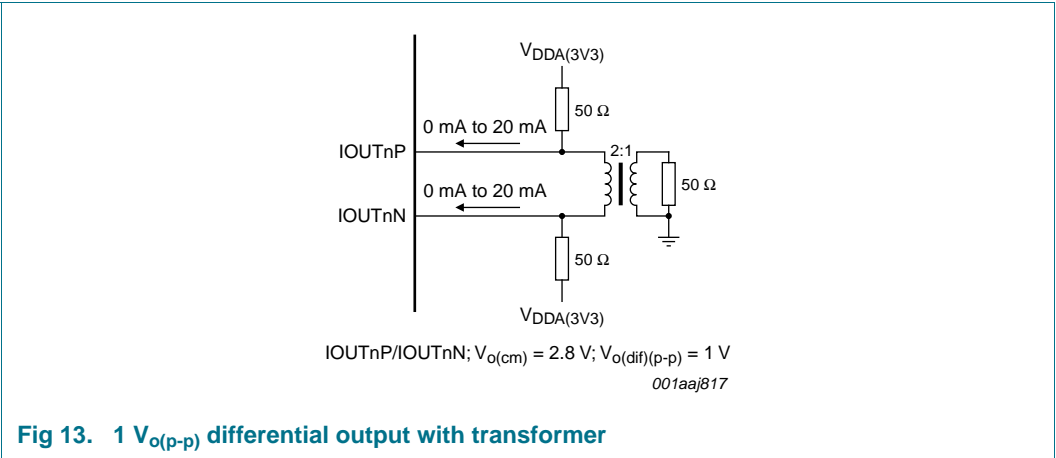 VDDA(3V3)
50 Ω
0 mA to 20 mA
IOUTnP
2:1
50 Ω
0 mA to 20 mA
IOUTnN
50 Ω
VDDA(3V3)
IOUTnP/IOUTnN; Vo(cm) = 2.8 V; Vo(dif)(p-p) = 1 V
001aaj817
Fig 13. 1 Vo(p-p) differential output with transformer